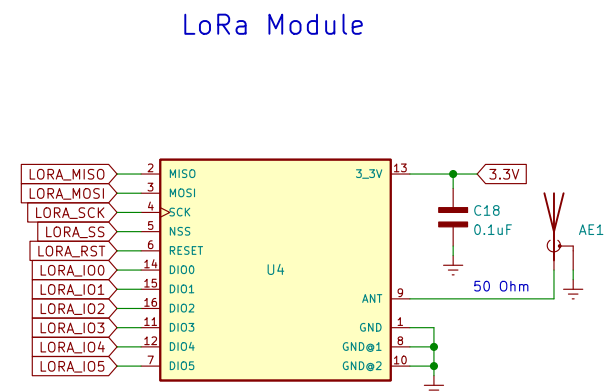 LoRa Module
LORA_MISO 2 MISO 3_3V 13 3.3V
LORA_MOSI 3 MOSI
LORA_SCK 4 SCK C18
LORA_SS 5 NSS 0.1uF AE1
LORA_RST 6 RESET
LORA_IO0 14 DIO0 U4
LORA_IO1 15 DIO1 50 Ohm
LORA_IO2 16 DIO2 ANT 9
LORA_IO3 11 DIO3 GND 1
LORA_IO4 12 DIO4 GND@1 8
LORA_IO5 7 DIO5 GND@2 10